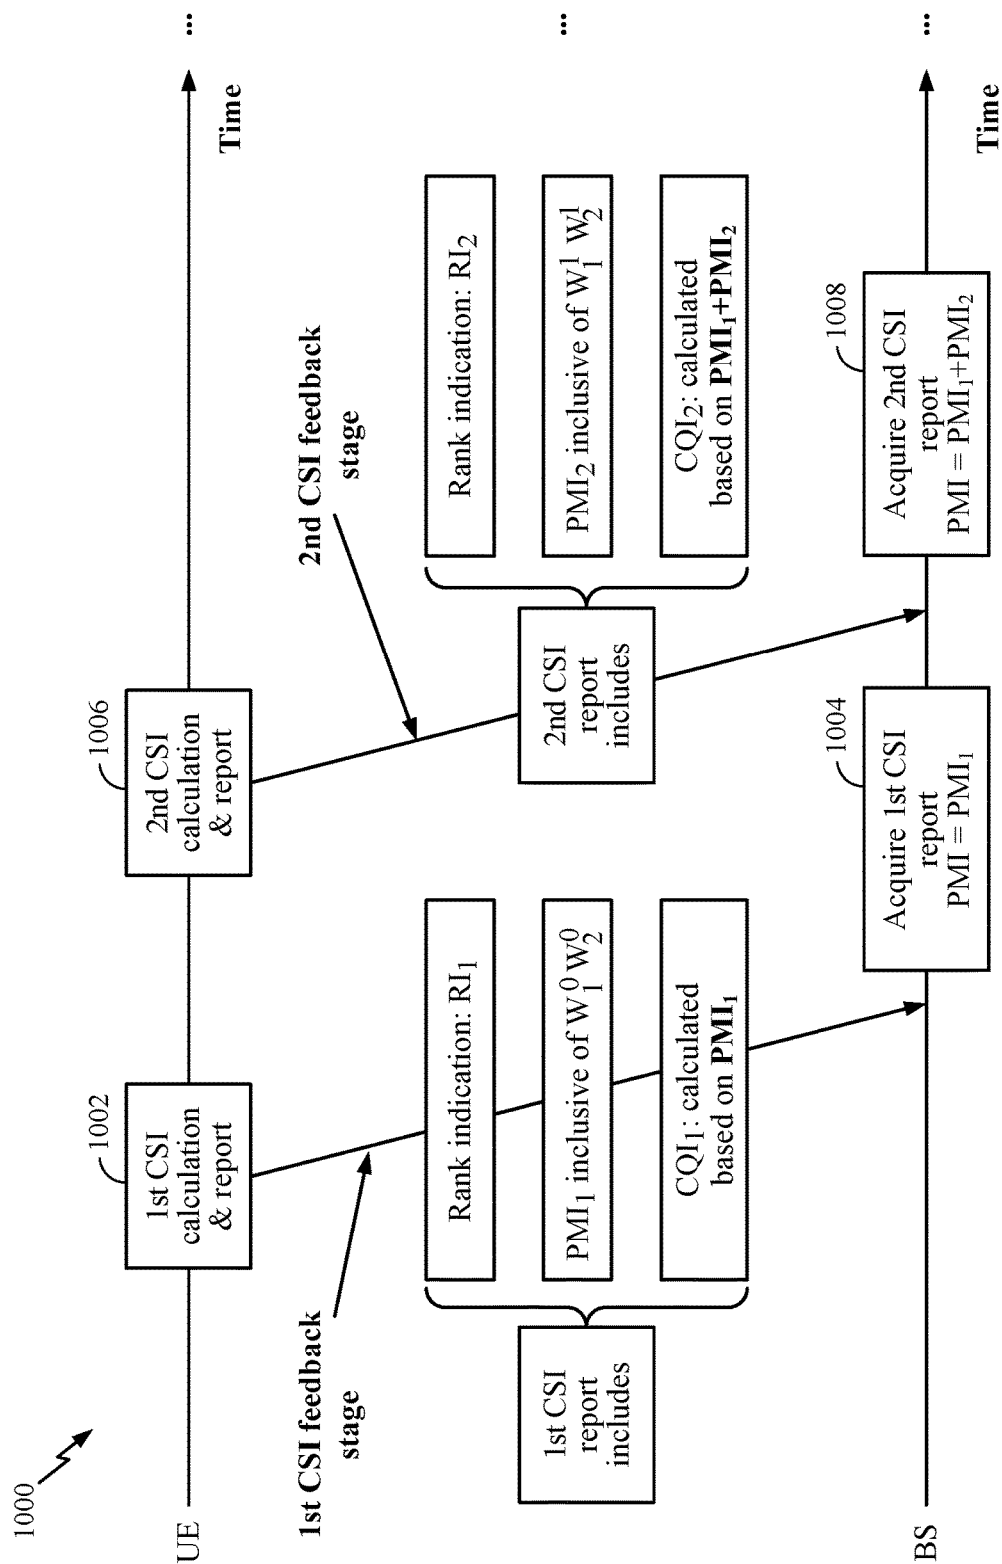 1000
UE
1002
1st CSI
calculation
& report
1006
2nd CSI
calculation
& report
Time
...
1st CSI feedback
stage
2nd CSI feedback
stage
1st CSI
report
includes
Rank indication: RI₁
PMI₁ inclusive of W₁⁰ W₂⁰
CQI₁: calculated
based on PMI₁
2nd CSI
report
includes
Rank indication: RI₂
PMI₂ inclusive of W₁¹ W₂¹
CQI₂: calculated
based on PMI₁+PMI₂
...
BS
1004
Acquire 1st CSI
report
PMI = PMI₁
1008
Acquire 2nd CSI
report
PMI = PMI₁+PMI₂
Time
...